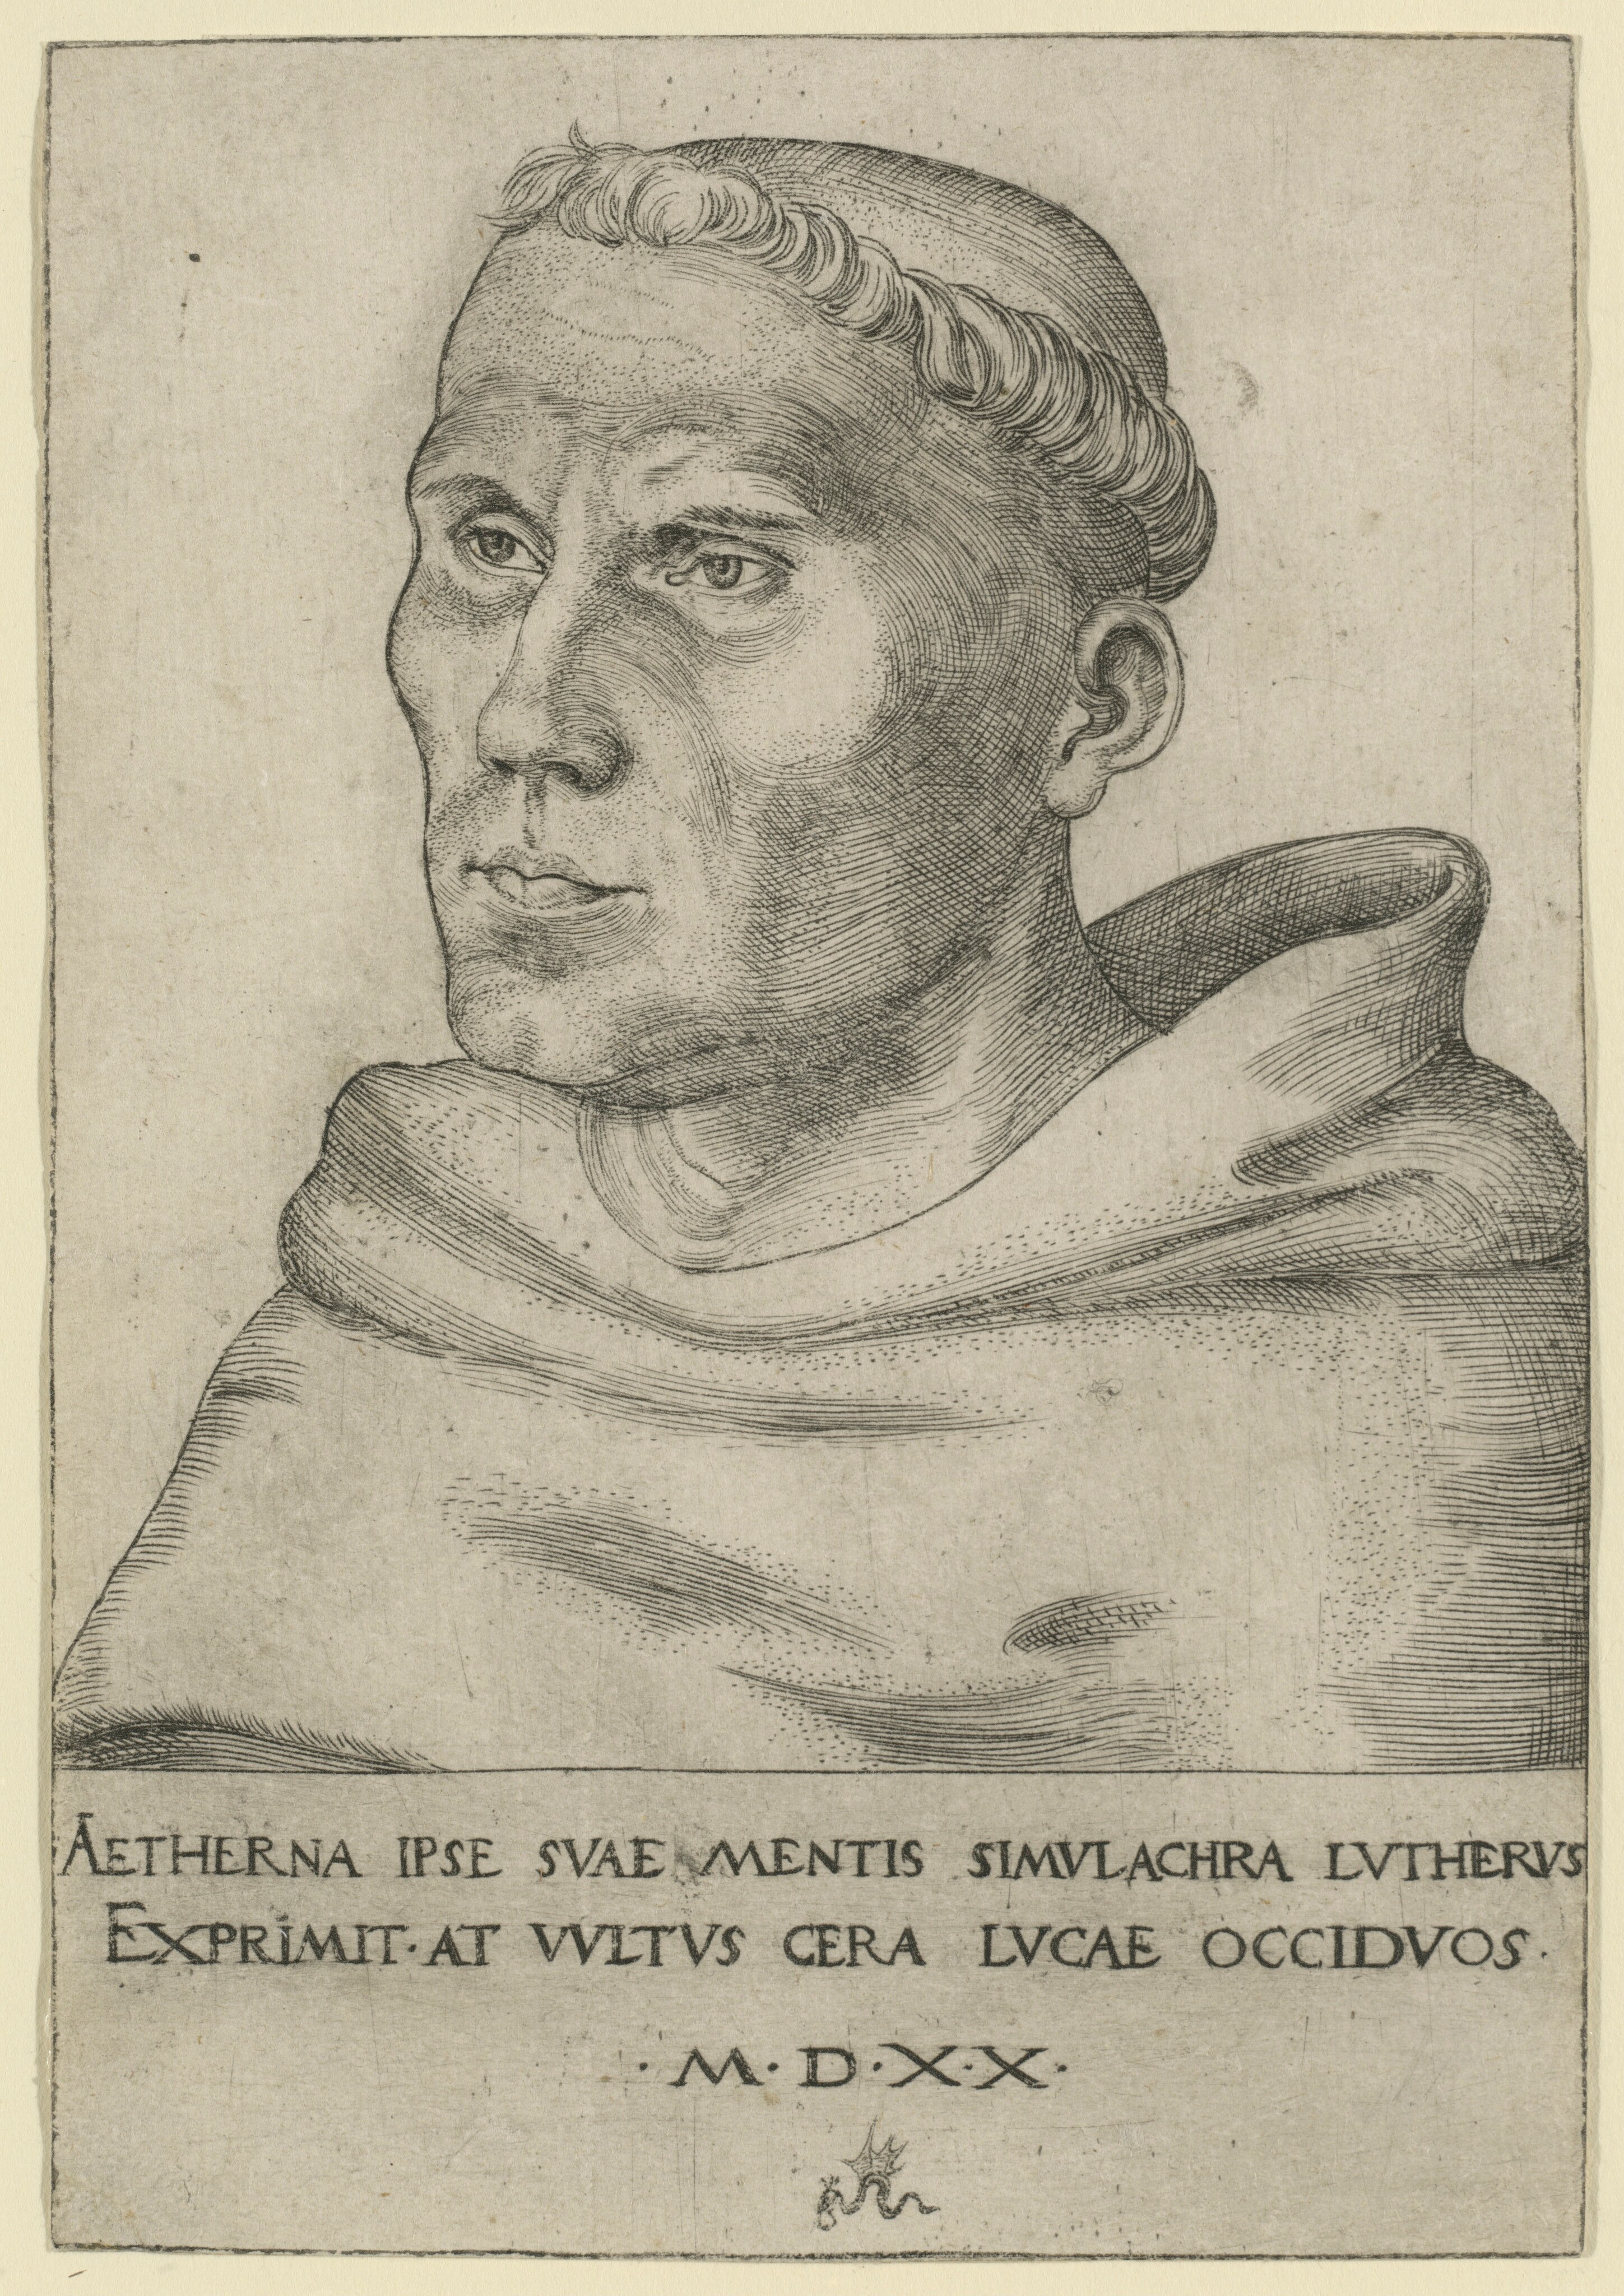 AETHERNA IPSE SVAE MENTIS SIMVLACHRA LVTHERVS
EXPRIMIT·AT VVLTVS CERA LVCAE OCCIDVOS·
·M·D·X·X·